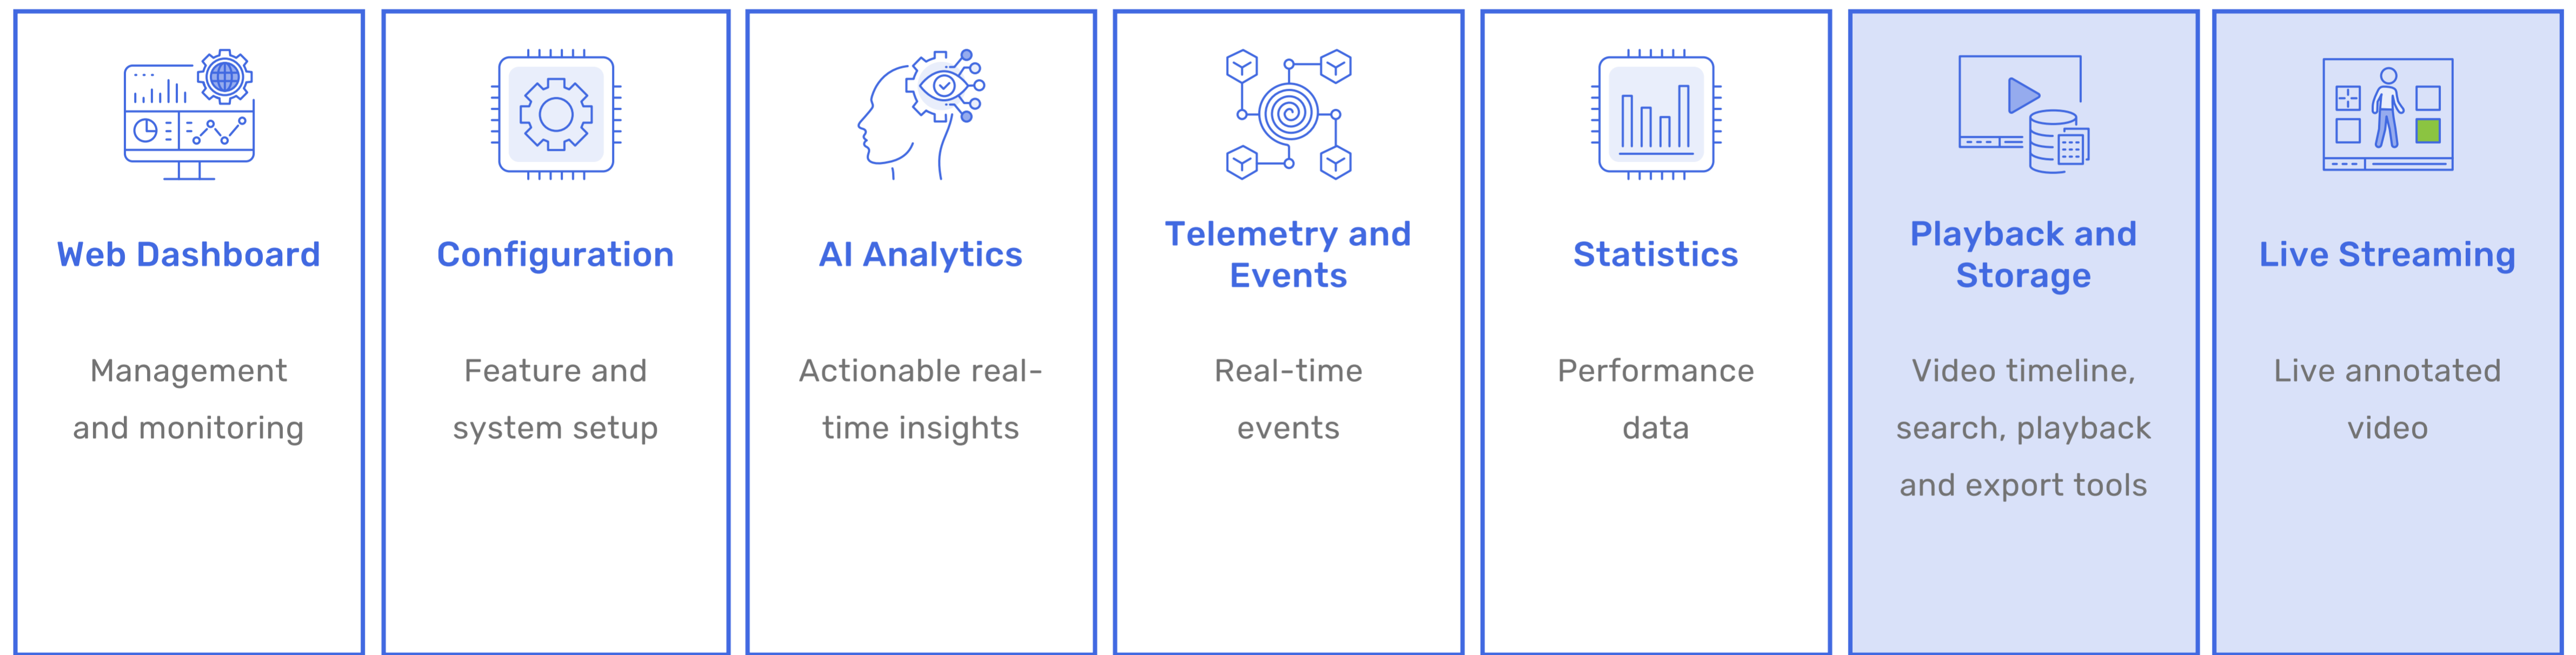 Web Dashboard
Management
and monitoring
Configuration
Feature and
system setup
AI Analytics
Actionable real-
time insights
Telemetry and
Events
Real-time
events
Statistics
Performance
data
Playback and
Storage
Video timeline,
search, playback
and export tools
Live Streaming
Live annotated
video